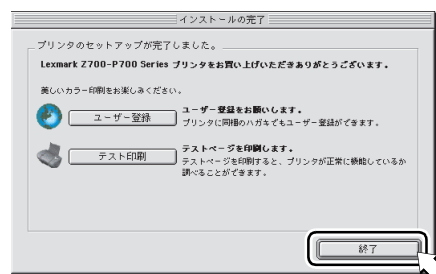 インストールの完了
プリンタのセットアップが完了しました。
Lexmark Z700-P700 Series プリンタをお買い上げいただきありがとうございます。
美しいカラー印刷をお楽しみください。
ユーザー登録
ユーザー登録をお願いします。
プリンタに同梱のハガキでもユーザー登録ができます。
テスト印刷
テストページを印刷します。
テストページを印刷すると、プリンタが正常に機能しているか
調べることができます。
終了